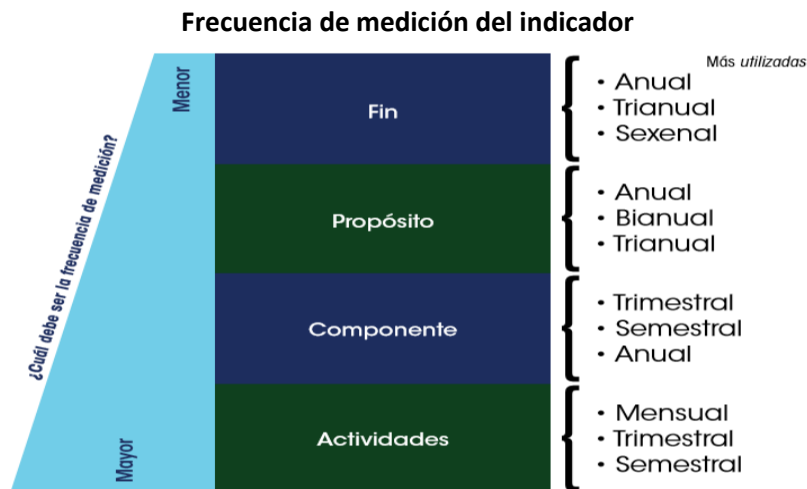 Frecuencia de medición del indicador
Más utilizadas
¿Cuál debe ser la frecuencia de medición?
Menor
Fin
• Anual
• Trianual
• Sexenal
Propósito
• Anual
• Bianual
• Trianual
Componente
• Trimestral
• Semestral
• Anual
Mayor
Actividades
• Mensual
• Trimestral
• Semestral